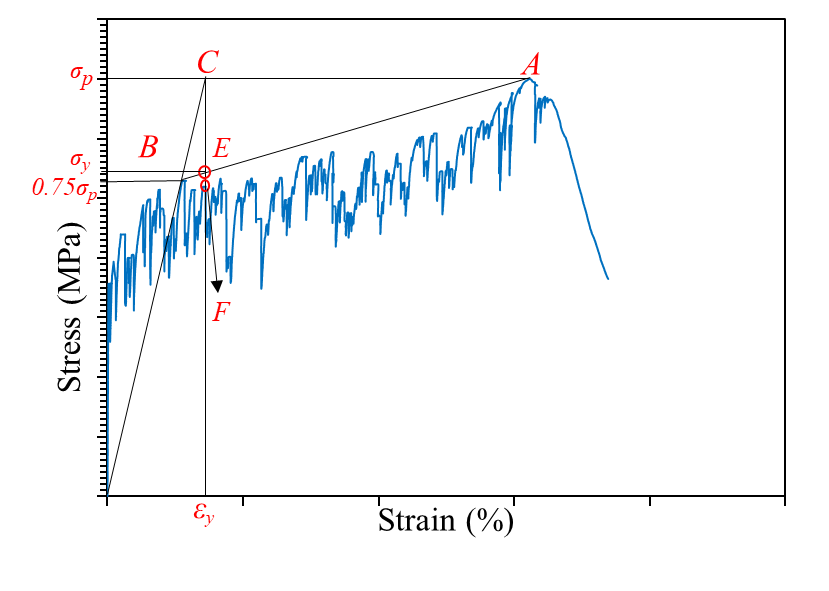 C
A
σp
B
E
σy
0.75σp
F
Stress (MPa)
εy
Strain (%)